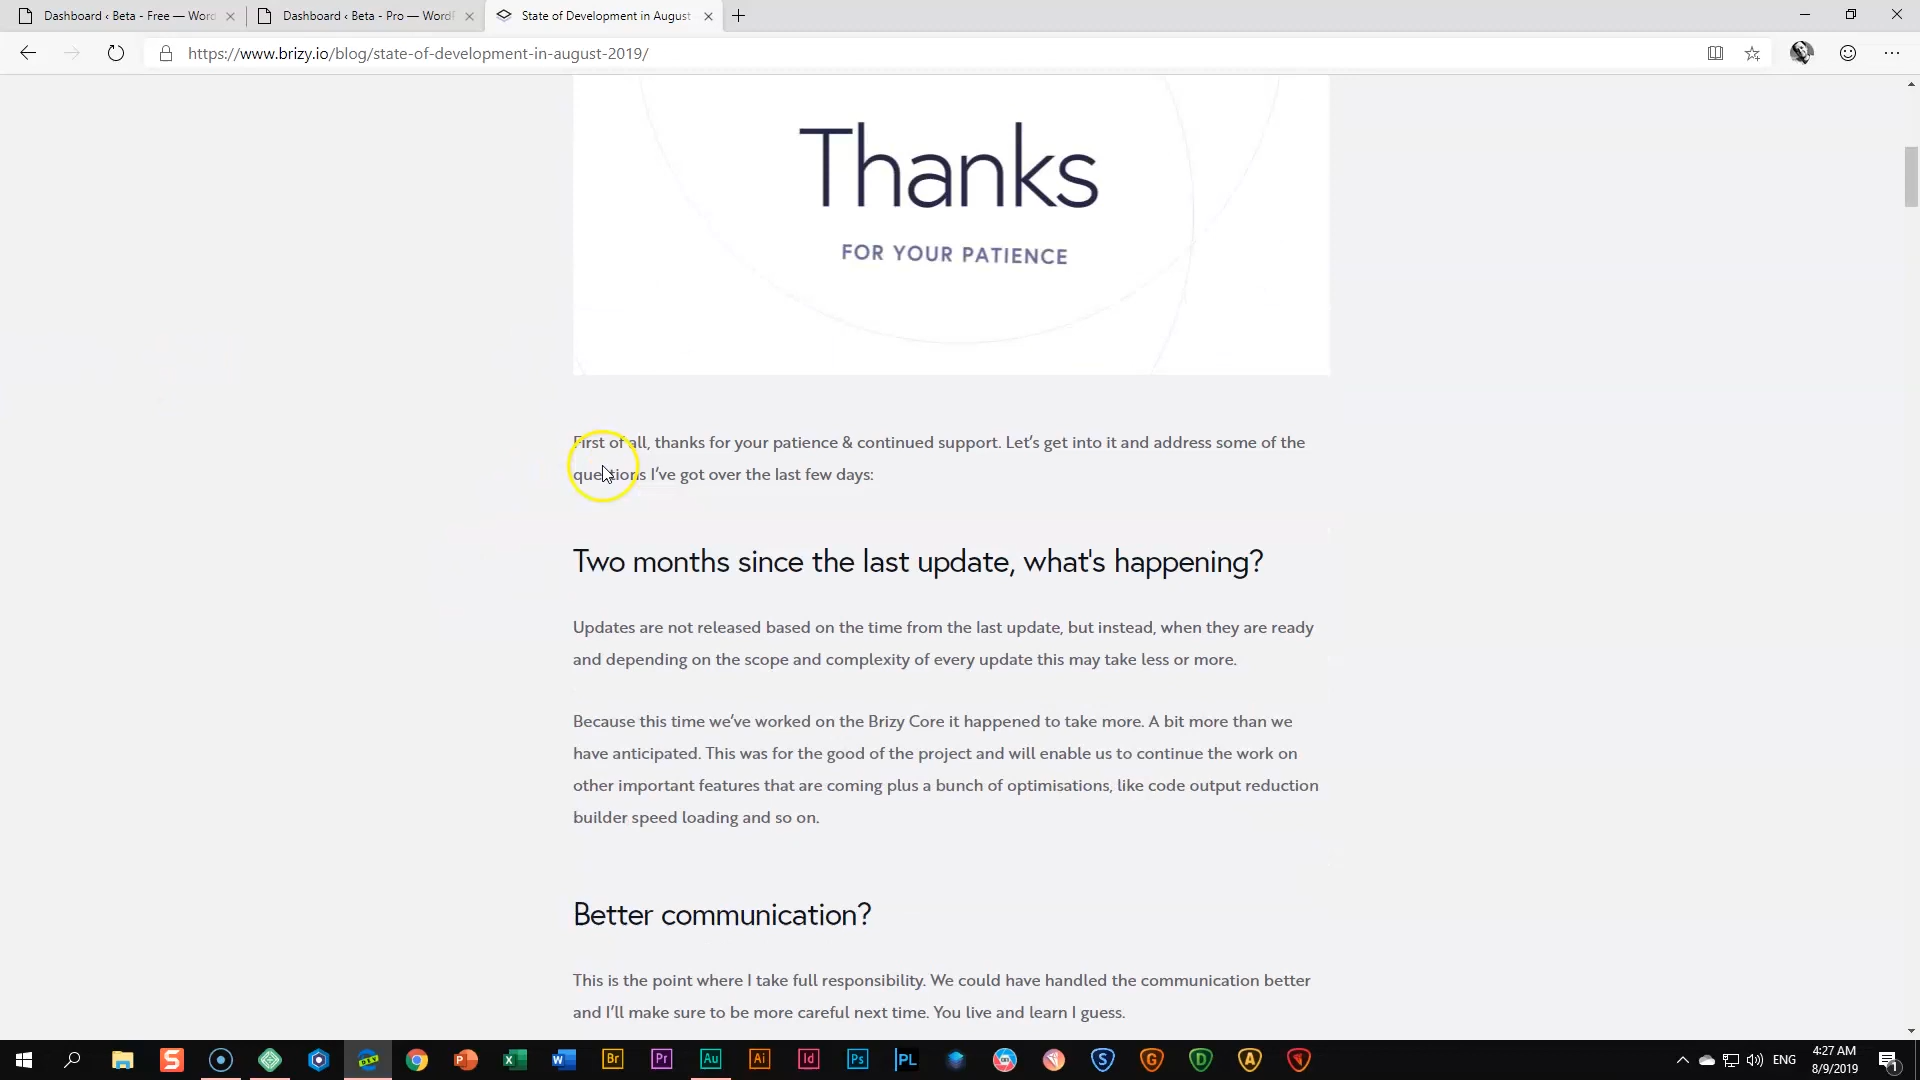 Dashboard ‹ Beta - Free — Word
Dashboard ‹ Beta - Pro — WordP
State of Development in August
https://www.brizy.io/blog/state-of-development-in-august-2019/
Thanks
FOR YOUR PATIENCE
First of all, thanks for your patience & continued support. Let's get into it and address some of the
questions I've got over the last few days:
Two months since the last update, what's happening?
Updates are not released based on the time from the last update, but instead, when they are ready
and depending on the scope and complexity of every update this may take less or more.
Because this time we've worked on the Brizy Core it happened to take more. A bit more than we
have anticipated. This was for the good of the project and will enable us to continue the work on
other important features that are coming plus a bunch of optimisations, like code output reduction
builder speed loading and so on.
Better communication?
This is the point where I take full responsibility. We could have handled the communication better
and I'll make sure to be more careful next time. You live and learn I guess.
S
DIV
P
X
W
Br
Pr
Au
Ai
Id
Ps
PL
S
G
D
A
ENG
4:27 AM
8/9/2019
1